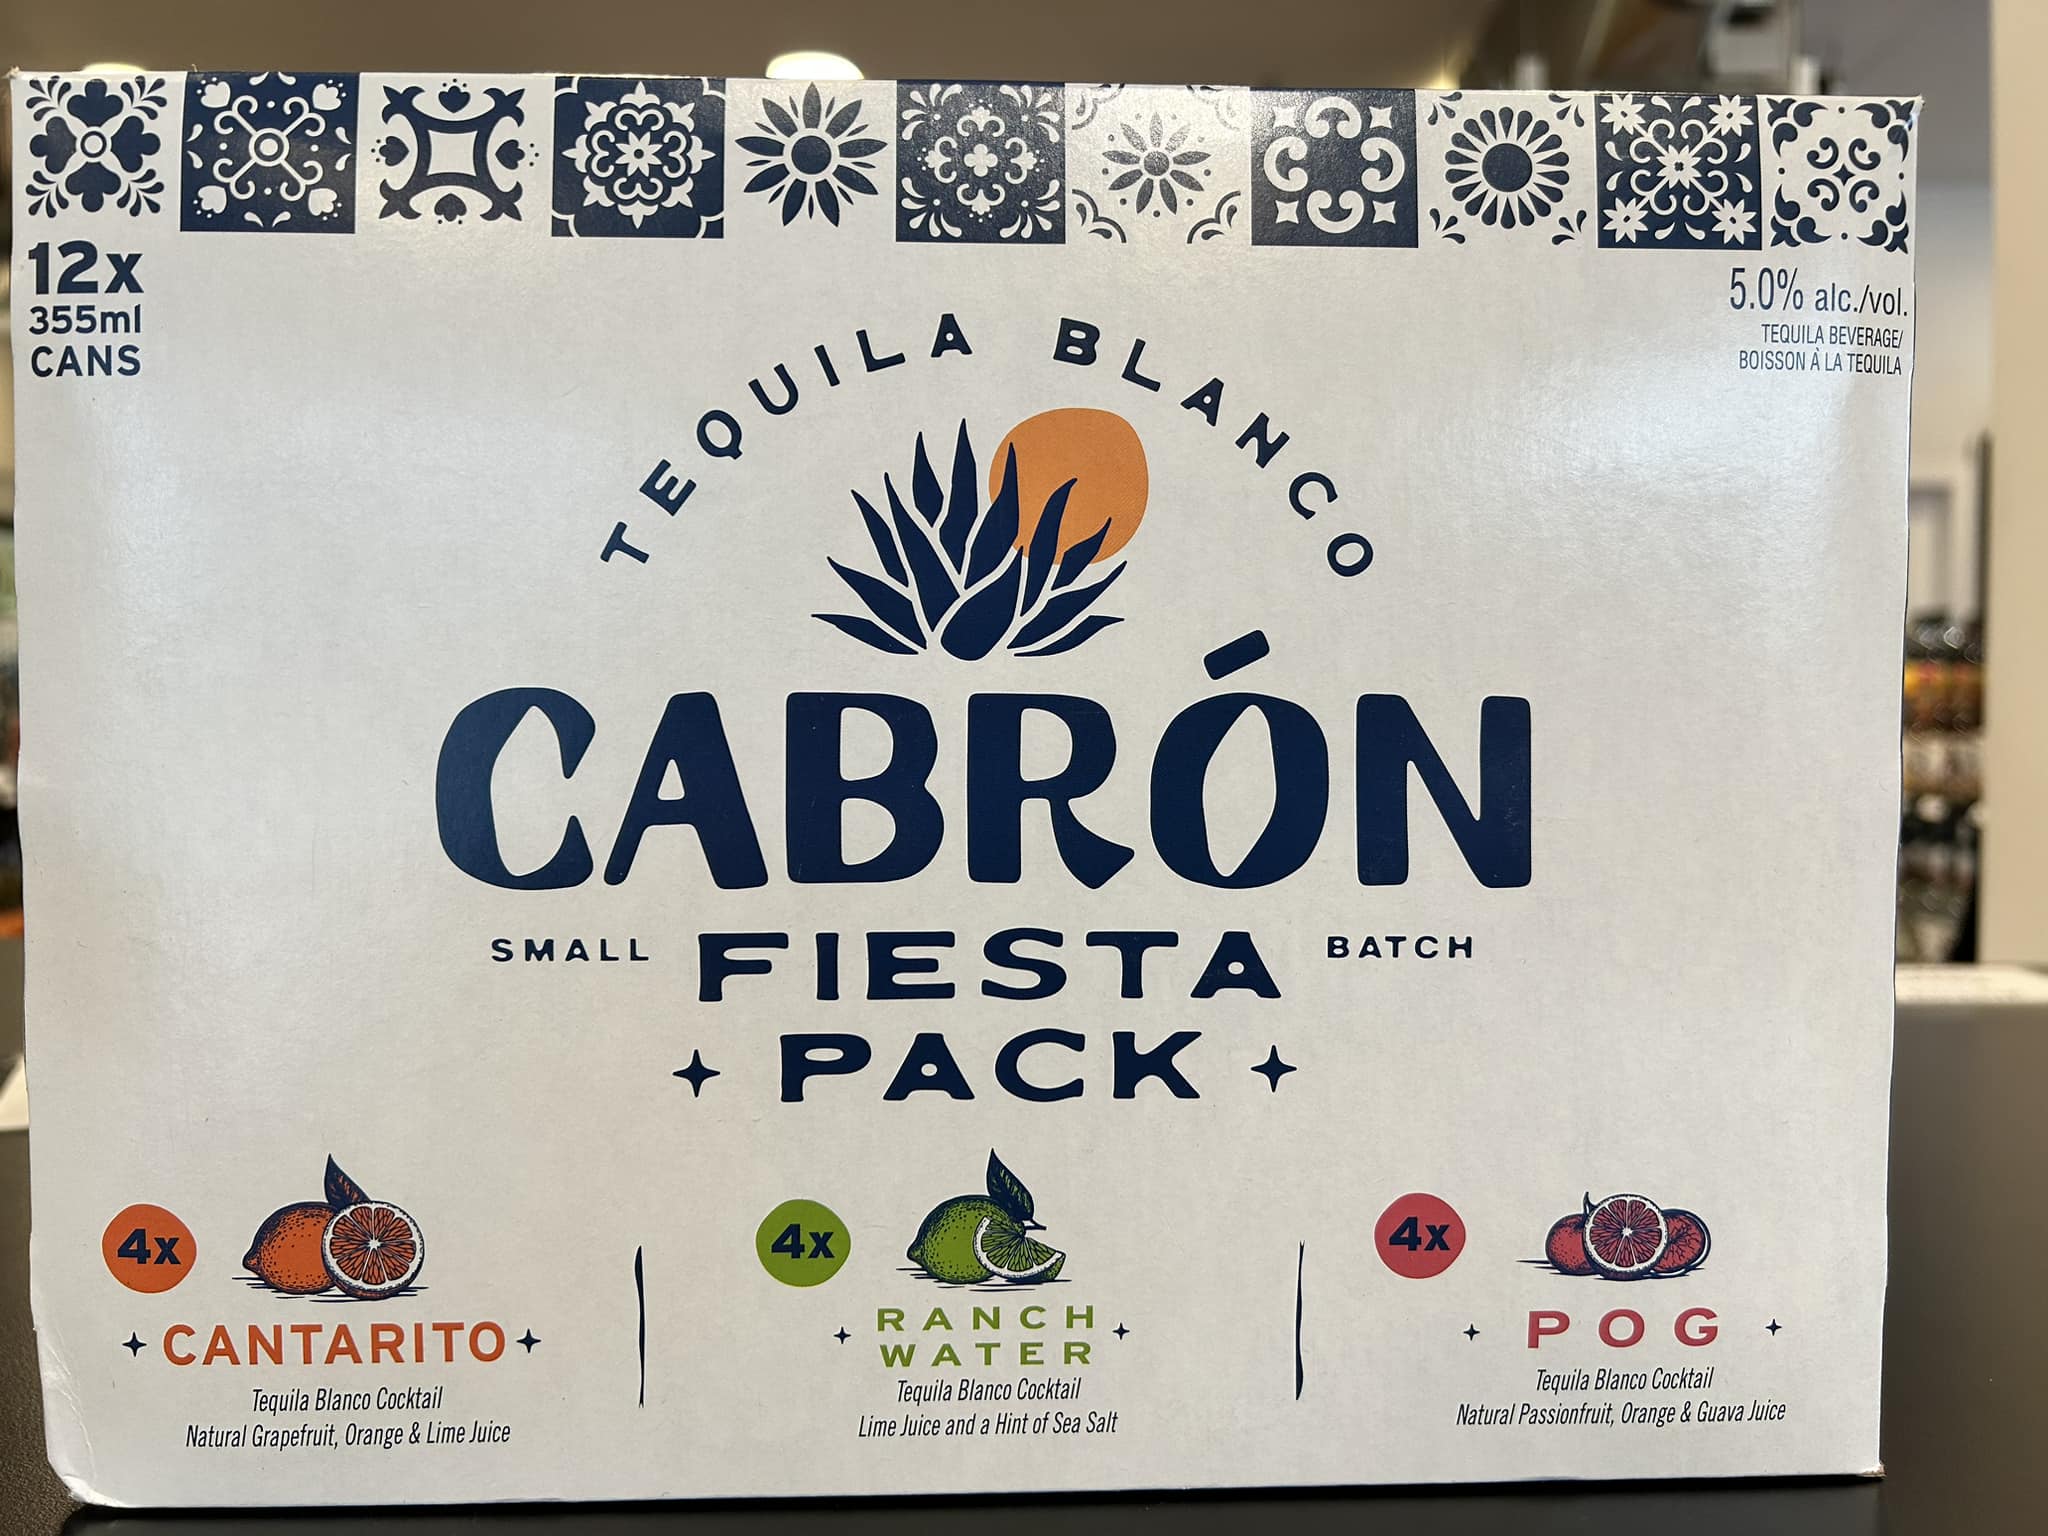 12x
355ml
CANS
5.0% alc./vol.
TEQUILA BEVERAGE/
BOISSON À LA TEQUILA
TEQUILA BLANCO
CABRÓN
SMALL FIESTA BATCH
PACK
4x
CANTARITO
Tequila Blanco Cocktail
Natural Grapefruit, Orange & Lime Juice
4x
RANCH
WATER
Tequila Blanco Cocktail
Lime Juice and a Hint of Sea Salt
4x
POG
Tequila Blanco Cocktail
Natural Passionfruit, Orange & Guava Juice